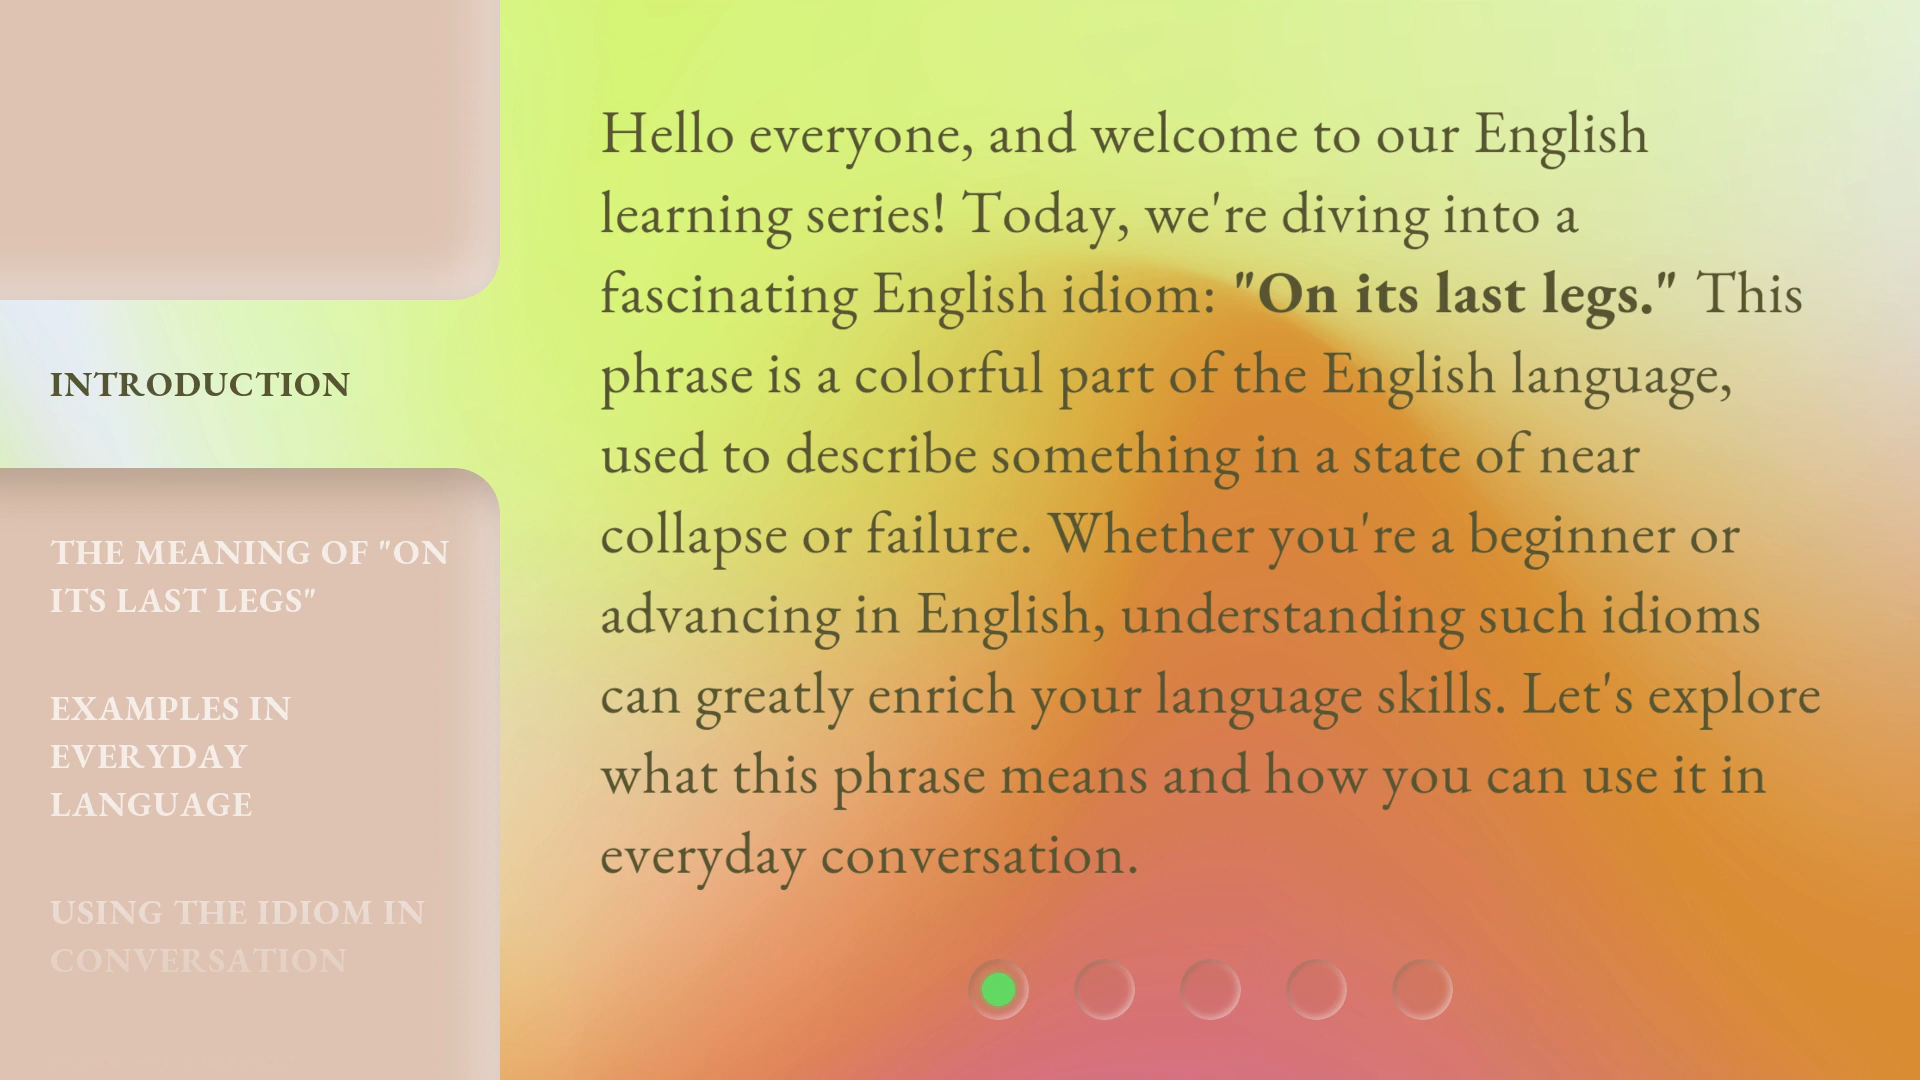 INTRODUCTION
THE MEANING OF "ON
ITS LAST LEGS"
EXAMPLES IN
EVERYDAY
LANGUAGE
USING THE IDIOM IN
CONVERSATION
Hello everyone, and welcome to our English
learning series! Today, we're diving into a
fascinating English idiom: "On its last legs." This
phrase is a colorful part of the English language,
used to describe something in a state of near
collapse or failure. Whether you're a beginner or
advancing in English, understanding such idioms
can greatly enrich your language skills. Let's explore
what this phrase means and how you can use it in
everyday conversation.